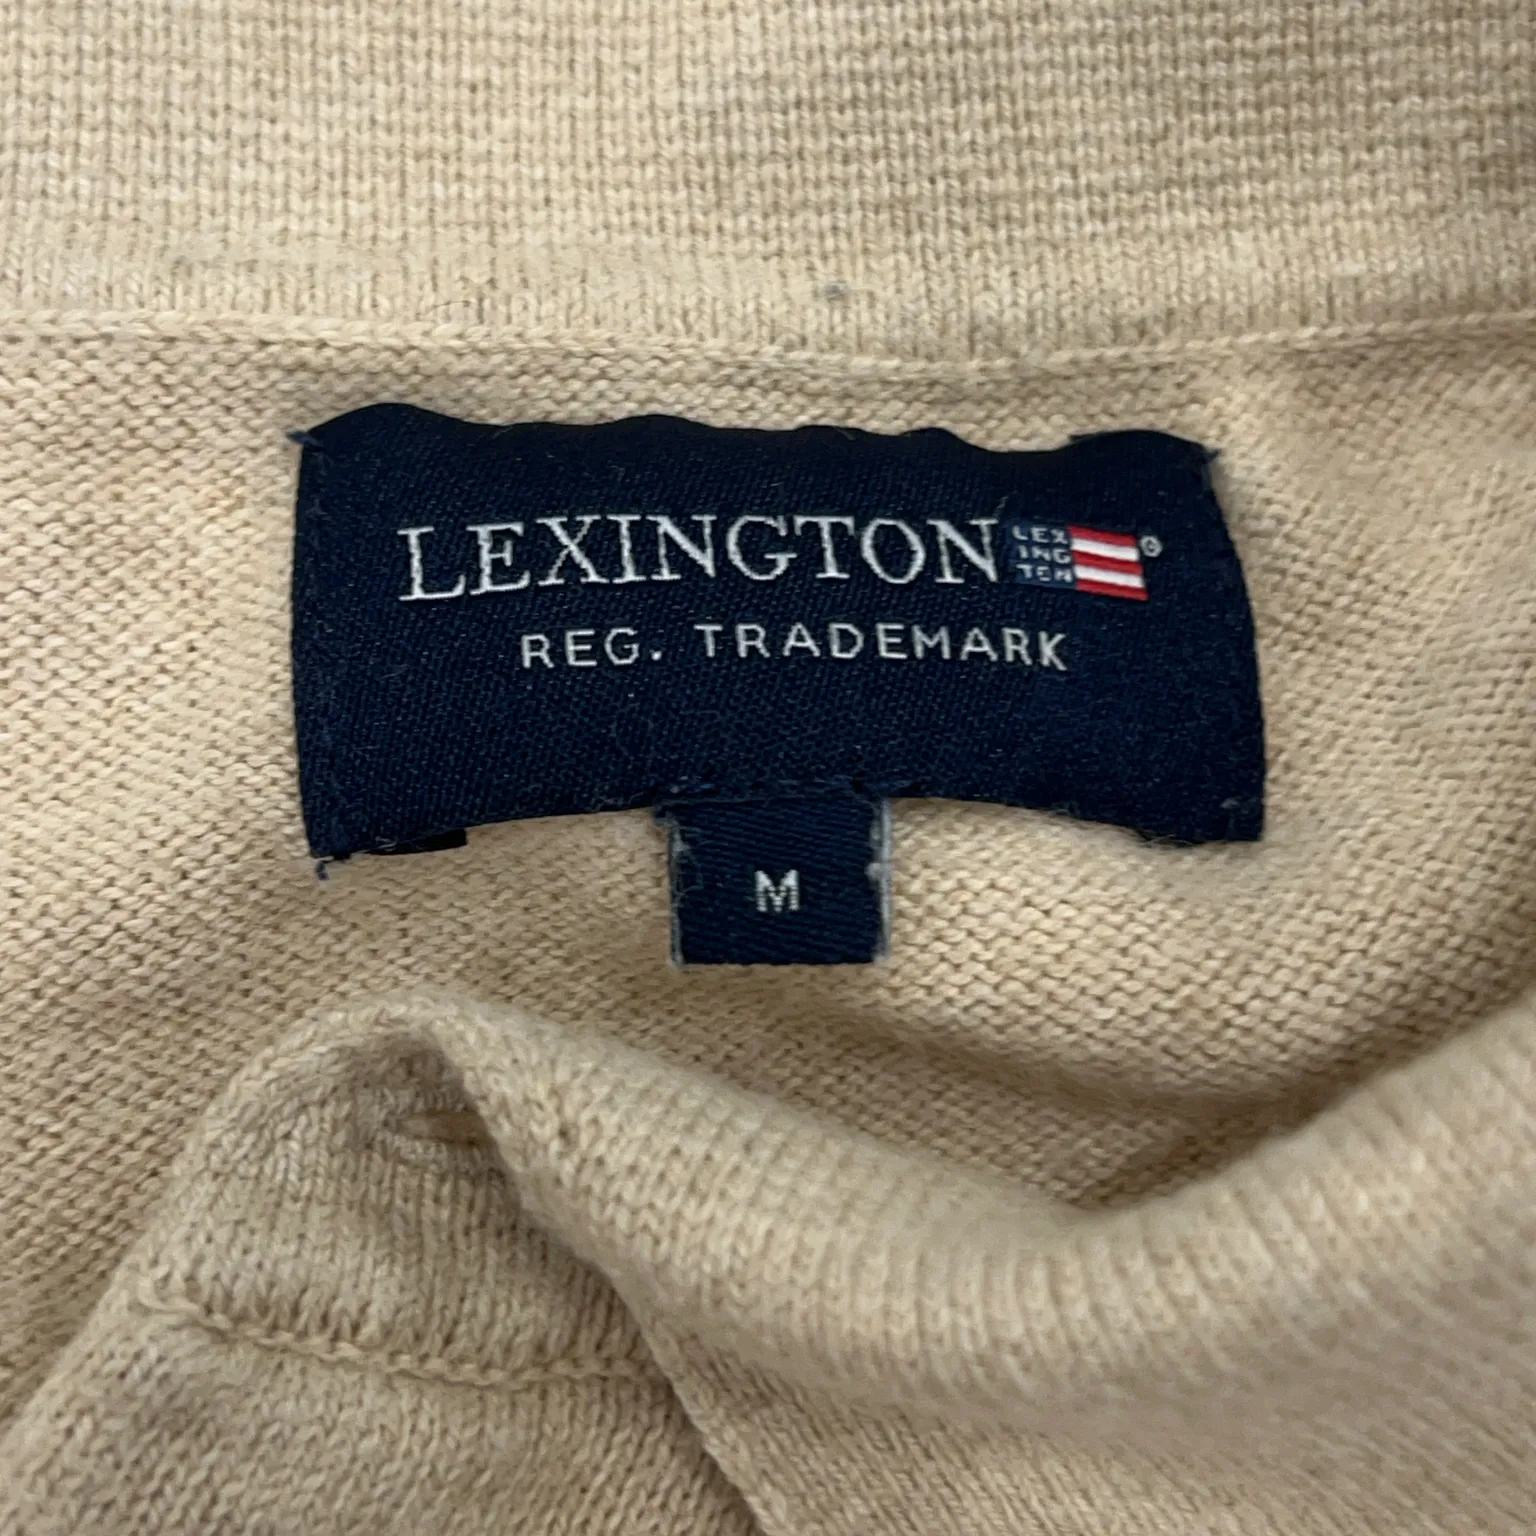 LEXINGTON
LEX
ING
TON
®
REG. TRADEMARK
M